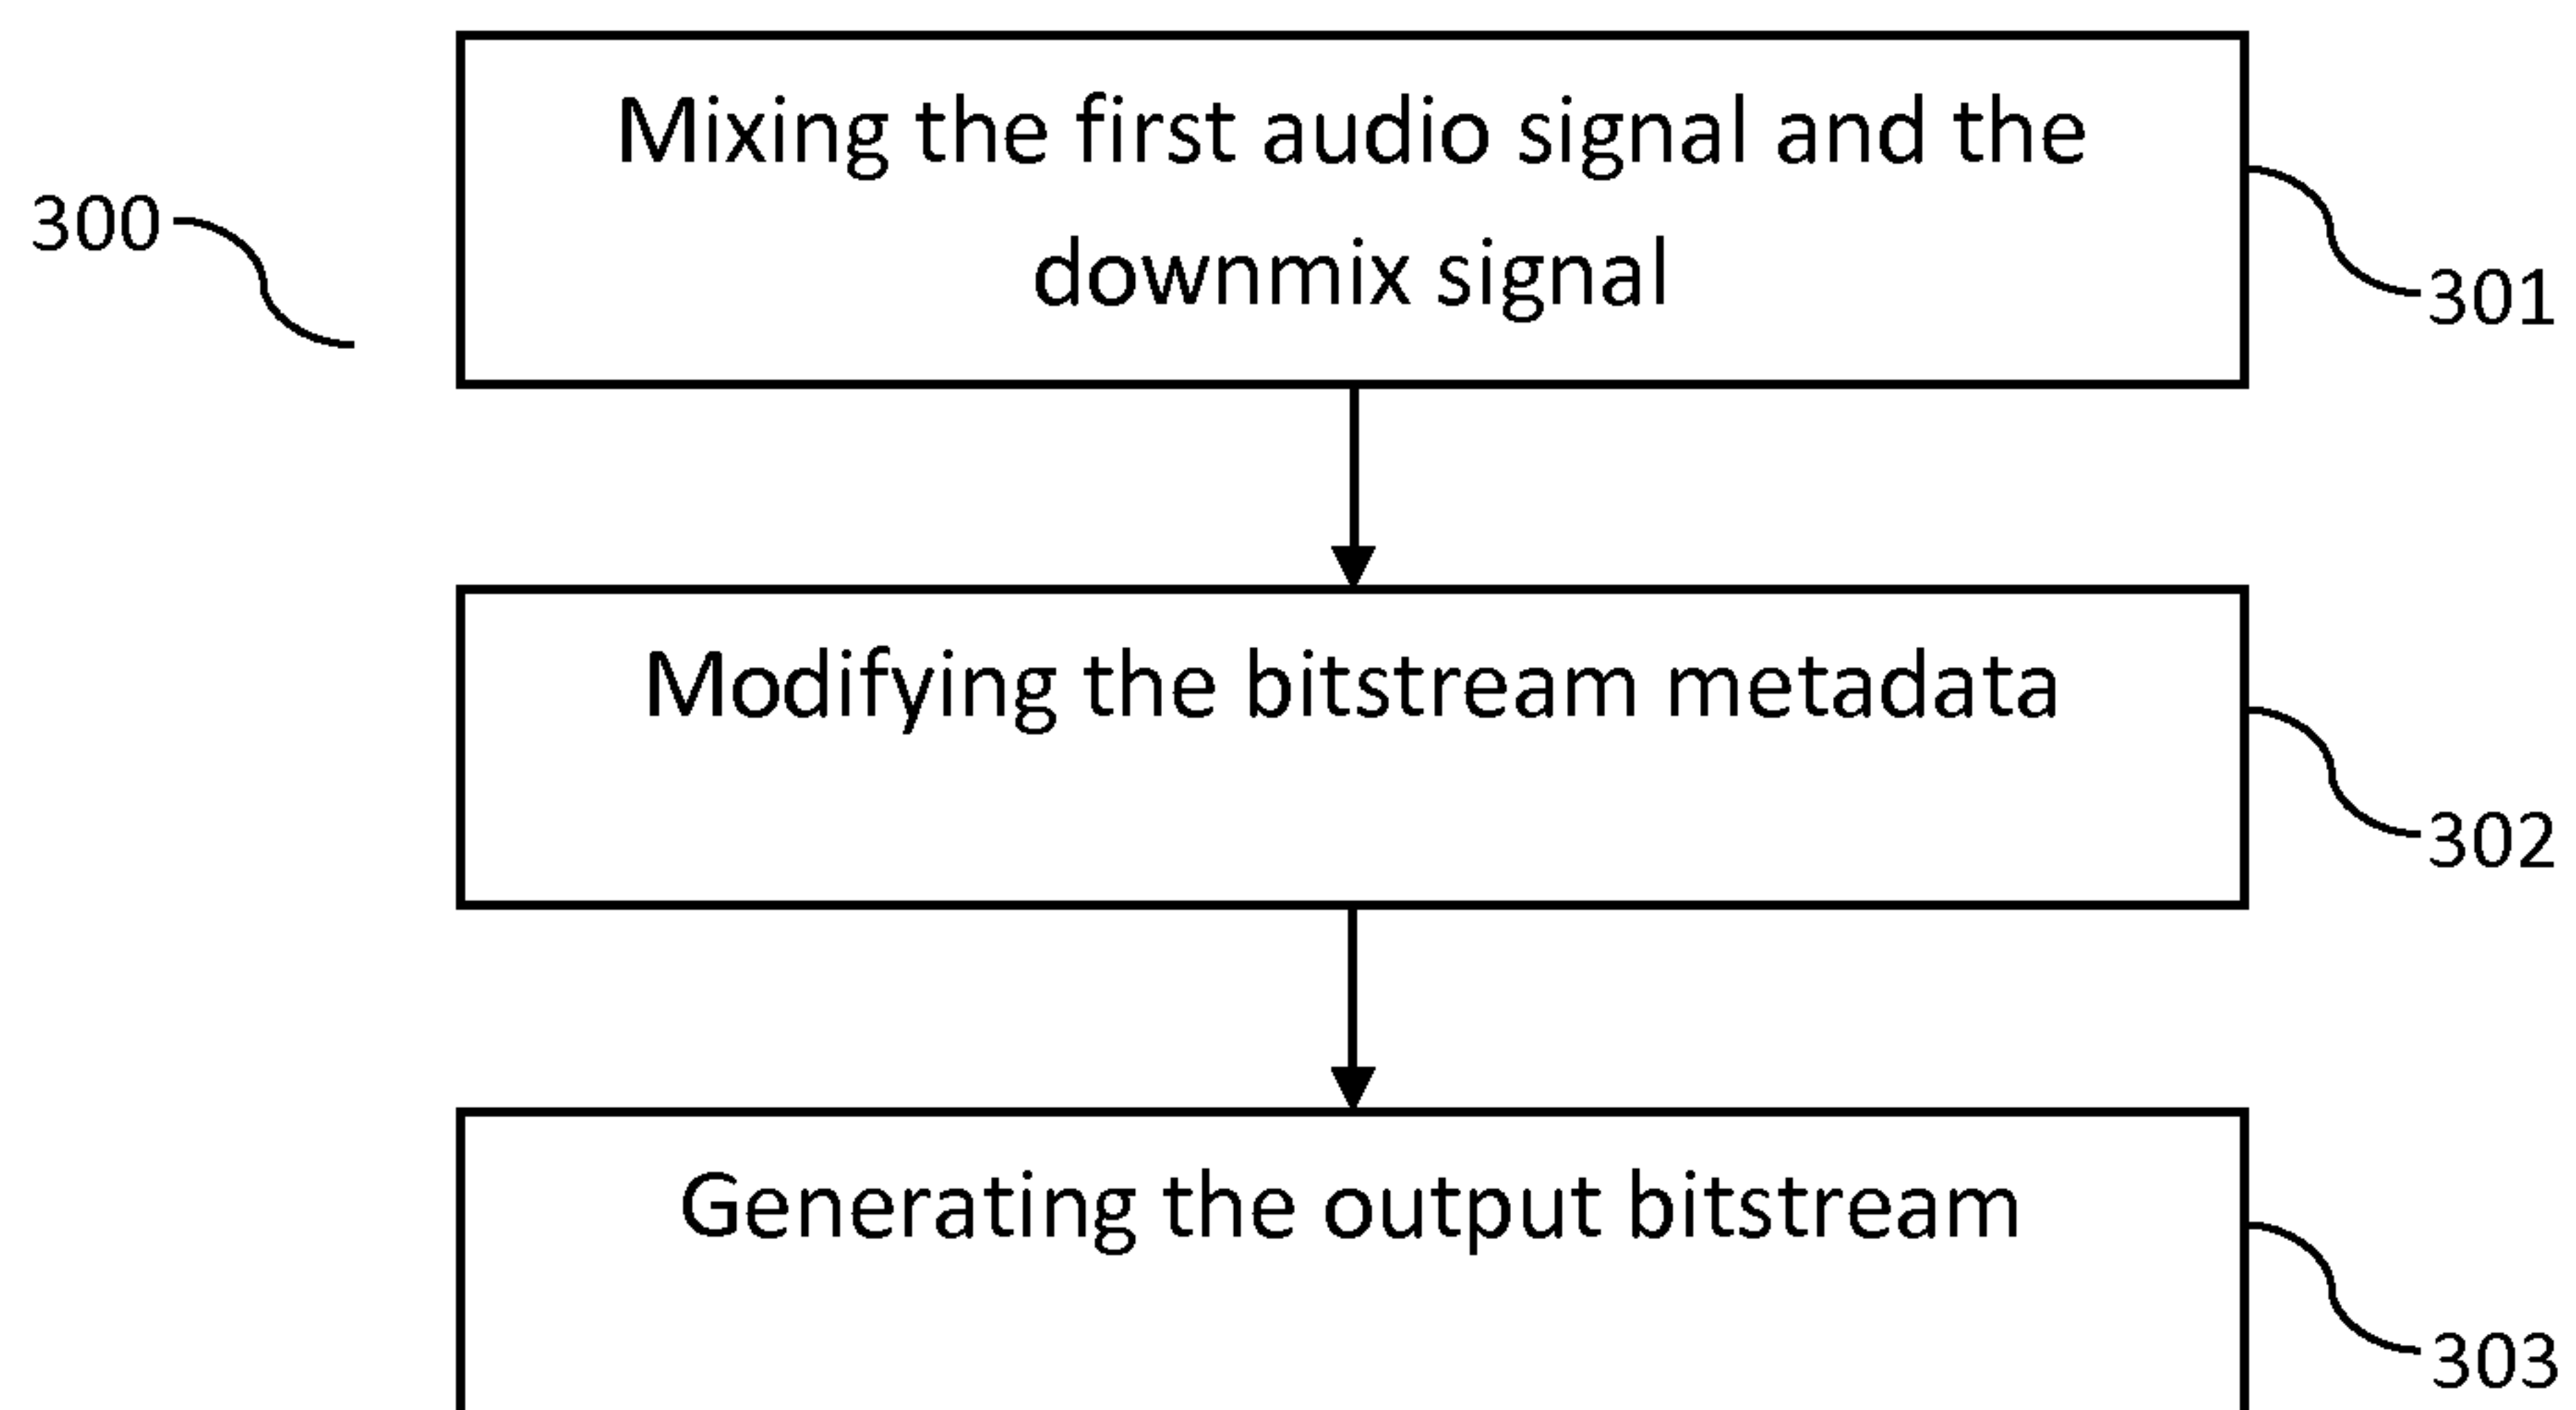 Mixing the first audio signal and the
downmix signal
300
301
Modifying the bitstream metadata
302
Generating the output bitstream
303